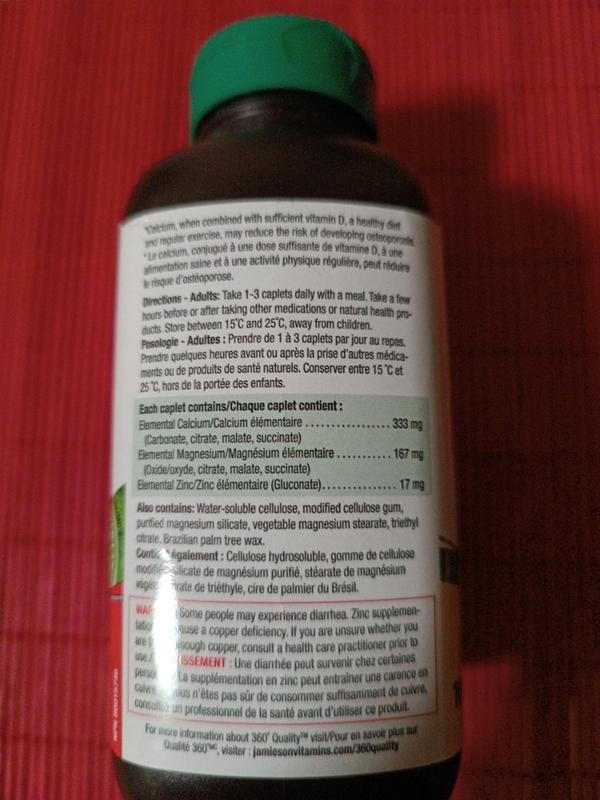 *Calcium, when combined with sufficient vitamin D, a healthy diet
and regular exercise, may reduce the risk of developing osteoporosis.
*Le calcium, conjugué à une dose suffisante de vitamine D, à une
alimentation saine et à une activité physique régulière, peut réduire
le risque d'ostéoporose.
Directions - Adults: Take 1-3 caplets daily with a meal. Take a few
hours before or after taking other medications or natural health pro-
ducts. Store between 15˚C and 25˚C, away from children.
Posologie - Adultes : Prendre de 1 à 3 caplets par jour au repas.
Prendre quelques heures avant ou après la prise d'autres médica-
ments ou de produits de santé naturels. Conserver entre 15 ˚C et
25 ˚C, hors de la portée des enfants.
Each caplet contains/Chaque caplet contient :
Elemental Calcium/Calcium élémentaire ................ 333 mg
(Carbonate, citrate, malate, succinate)
Elemental Magnesium/Magnésium élémentaire ........... 167 mg
(Oxide/oxyde, citrate, malate, succinate)
Elemental Zinc/Zinc élémentaire (Gluconate).............. 17 mg
Also contains: Water-soluble cellulose, modified cellulose gum,
purified magnesium silicate, vegetable magnesium stearate, triethyl
citrate, Brazilian palm tree wax.
également : Cellulose hydrosoluble, gomme de cellulose
silicate de magnésium purifié, stéarate de magnésium
de triéthyle, cire de palmier du Brésil.
Some people may experience diarrhea. Zinc supplemen-
cause a copper deficiency. If you are unsure whether you
are enough copper, consult a health care practitioner prior to
use./ : Une diarrhée peut survenir chez certaines
La supplémentation en zinc peut entraîner une carence en
cuivre. vous n'êtes pas sûr de consommer suffisamment de cuivre,
consultez un professionnel de la santé avant d'utiliser ce produit.
For more information about 360˚ Quality™ visit/Pour en savoir plus sur
Qualité 360˚ᴹᶜ, visiter : jamiesonvitamins.com/360quality